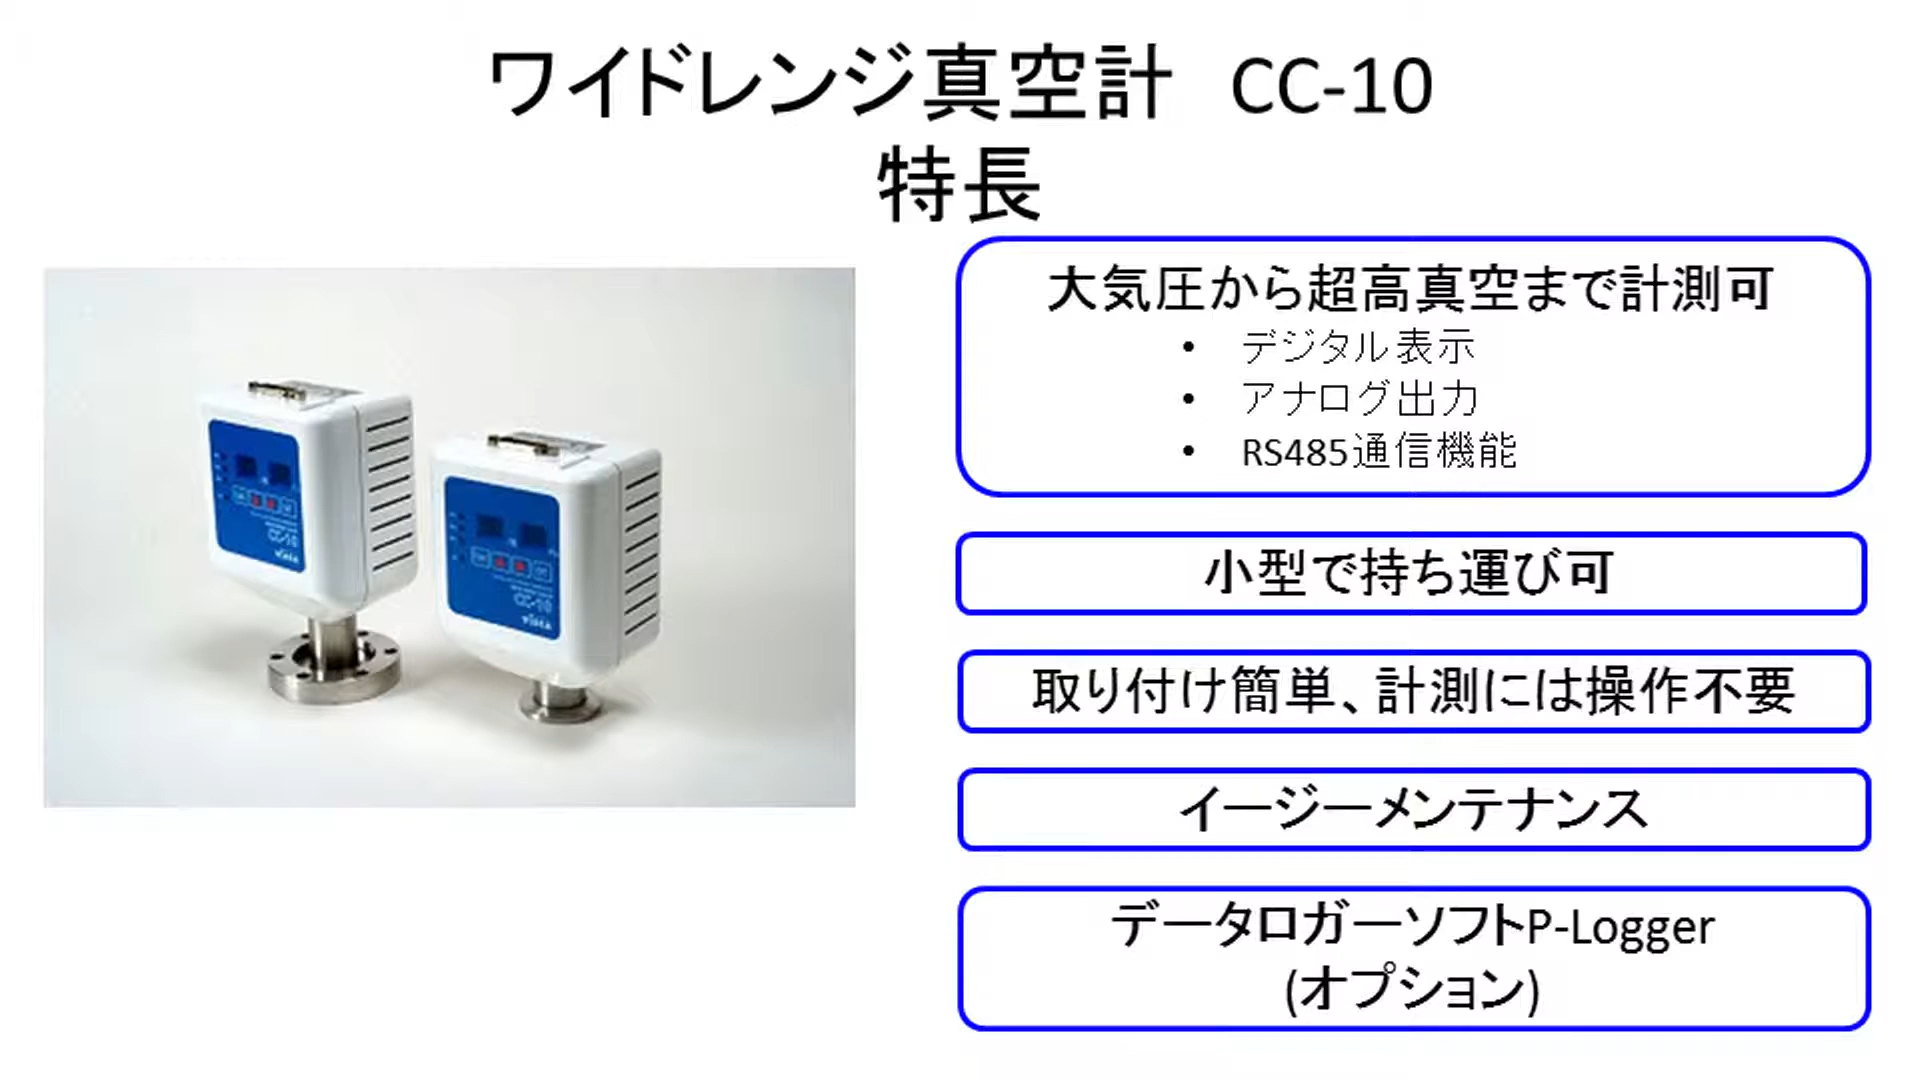 ワイドレンジ真空計 CC-10
特長
大気圧から超高真空まで計測可
• デジタル表示
• アナログ出力
• RS485通信機能
小型で持ち運び可
取り付け簡単、計測には操作不要
イージーメンテナンス
データロガーソフトP-Logger
(オプション)
CC-10
CC-10